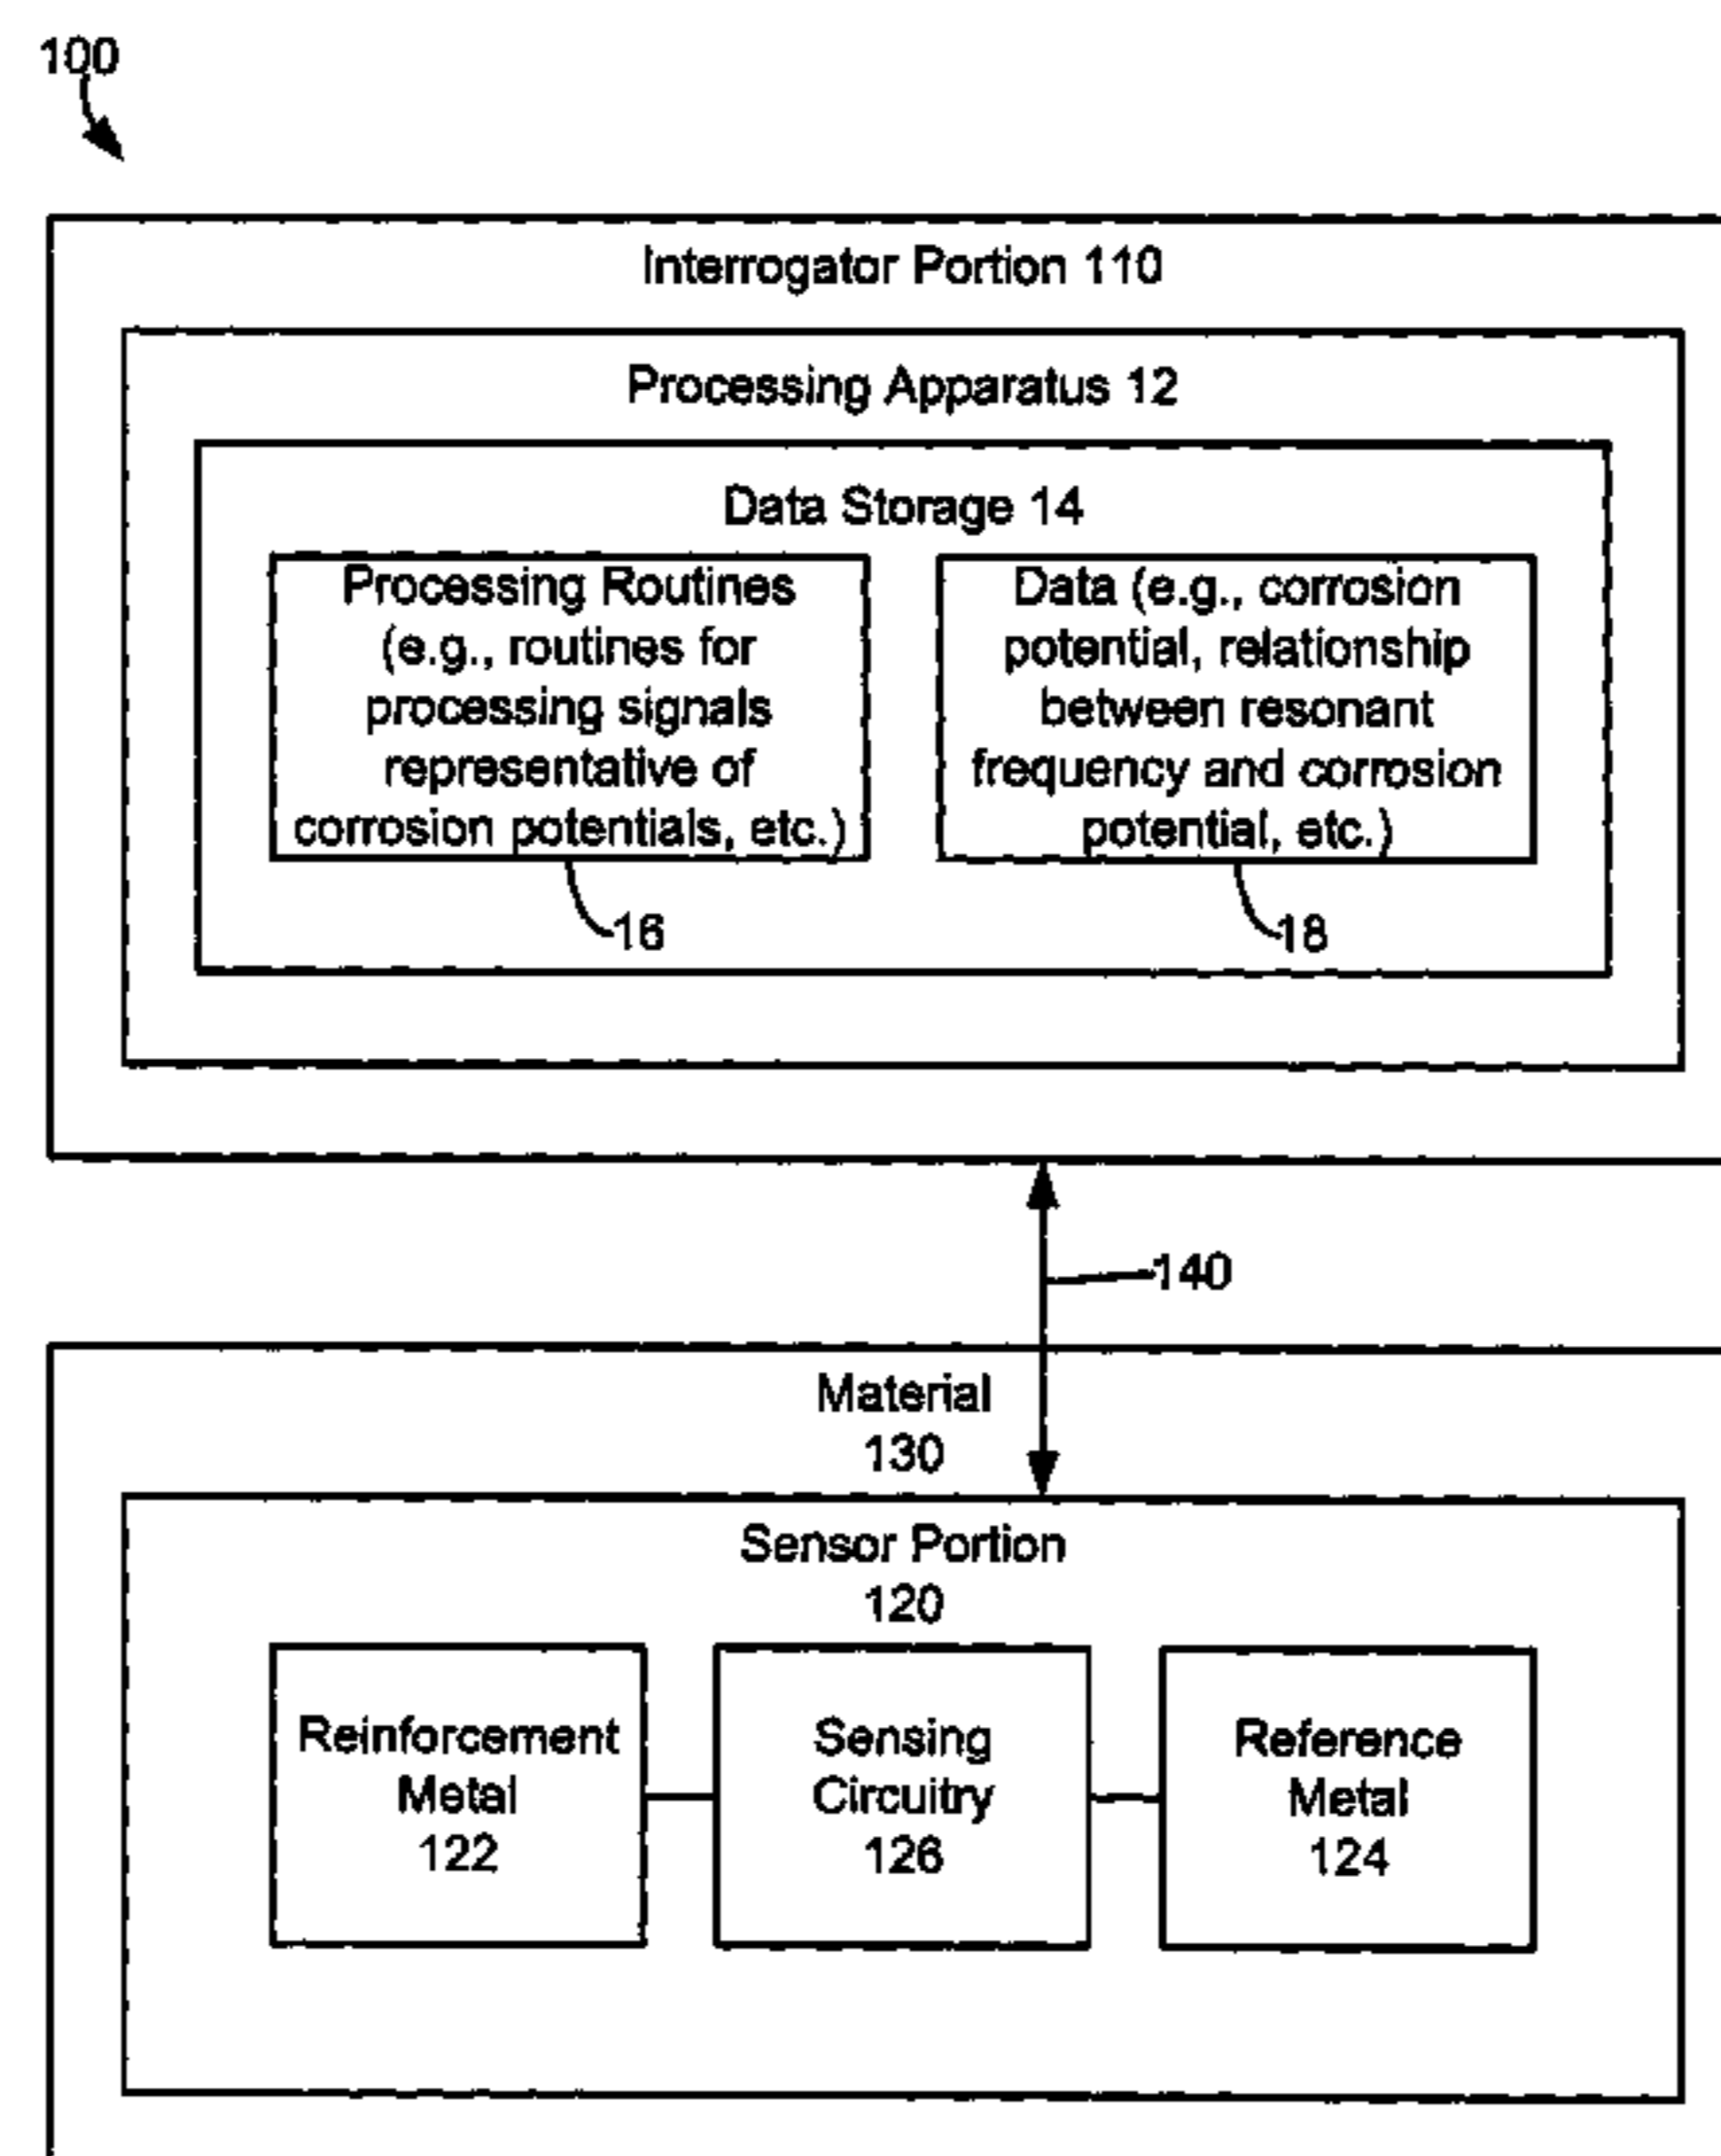 100
Interrogator Portion 110
Processing Apparatus 12
Data Storage 14
Processing Routines
(e.g., routines for
processing signals
representative of
corrosion potentials, etc.)
16
Data (e.g., corrosion
potential, relationship
between resonant
frequency and corrosion
potential, etc.)
18
140
Material
130
Sensor Portion
120
Reinforcement
Metal
122
Sensing
Circuitry
126
Reference
Metal
124